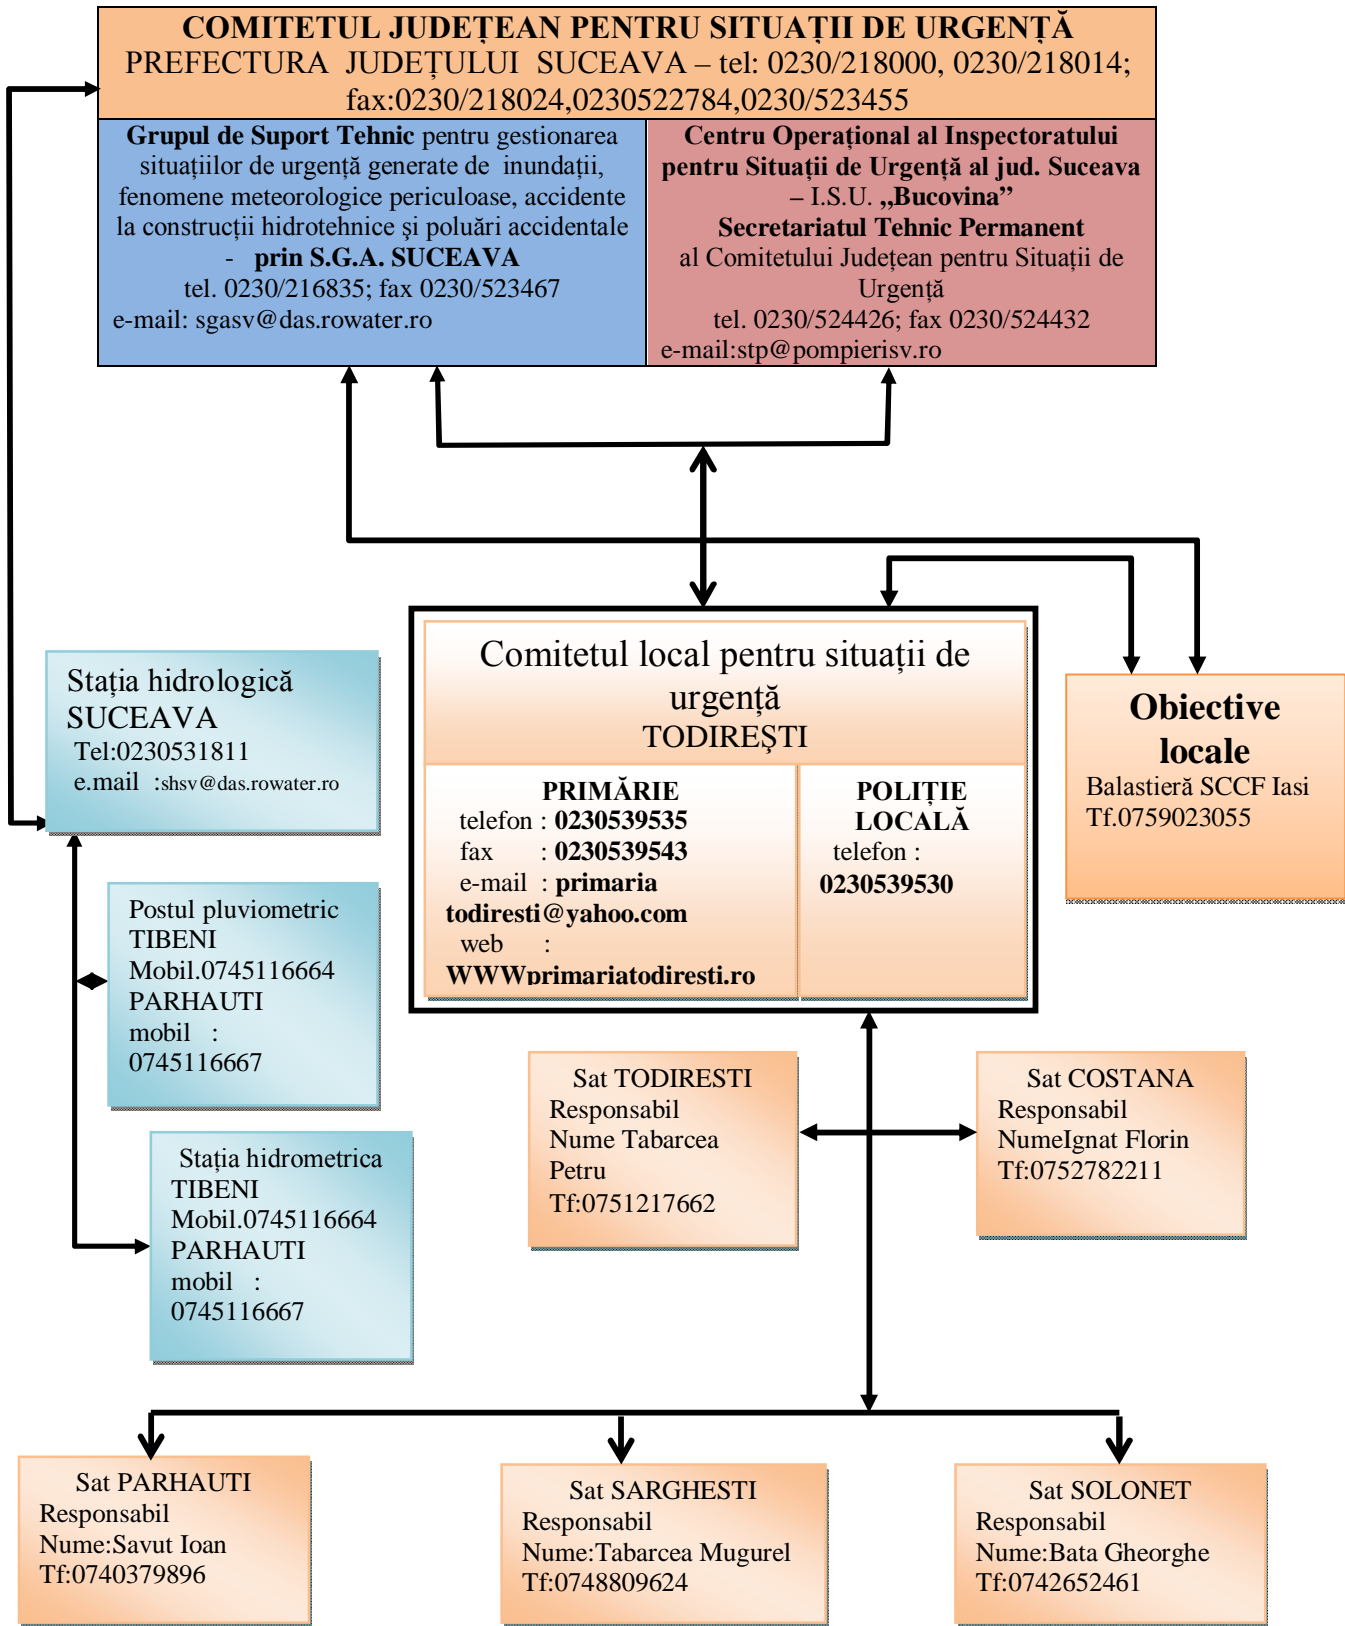 COMITETUL JUDEȚEAN PENTRU SITUAȚII DE URGENȚĂ
PREFECTURA JUDEȚULUI SUCEAVA – tel: 0230/218000, 0230/218014;
fax:0230/218024,0230522784,0230/523455
Grupul de Suport Tehnic pentru gestionarea
situațiilor de urgență generate de inundații,
fenomene meteorologice periculoase, accidente
la construcții hidrotehnice şi poluări accidentale
- prin S.G.A. SUCEAVA
tel. 0230/216835; fax 0230/523467
e-mail: sgasv@das.rowater.ro
Centru Operațional al Inspectoratului
pentru Situații de Urgență al jud. Suceava
– I.S.U. „Bucovina”
Secretariatul Tehnic Permanent
al Comitetului Județean pentru Situații de
Urgență
tel. 0230/524426; fax 0230/524432
e-mail:stp@pompierisv.ro
Stația hidrologică
SUCEAVA
Tel:0230531811
e.mail :shsv@das.rowater.ro
Comitetul local pentru situații de
urgență
TODIREŞTI
PRIMĂRIE
telefon : 0230539535
fax : 0230539543
e-mail : primaria
todiresti@yahoo.com
web :
WWWprimariatodiresti.ro
POLIȚIE
LOCALĂ
telefon :
0230539530
Obiective
locale
Balastieră SCCF Iasi
Tf.0759023055
Postul pluviometric
TIBENI
Mobil.0745116664
PARHAUTI
mobil :
0745116667
Stația hidrometrica
TIBENI
Mobil.0745116664
PARHAUTI
mobil :
0745116667
Sat TODIRESTI
Responsabil
Nume Tabarcea
Petru
Tf:0751217662
Sat COSTANA
Responsabil
NumeIgnat Florin
Tf:0752782211
Sat PARHAUTI
Responsabil
Nume:Savut Ioan
Tf:0740379896
Sat SARGHESTI
Responsabil
Nume:Tabarcea Mugurel
Tf:0748809624
Sat SOLONET
Responsabil
Nume:Bata Gheorghe
Tf:0742652461